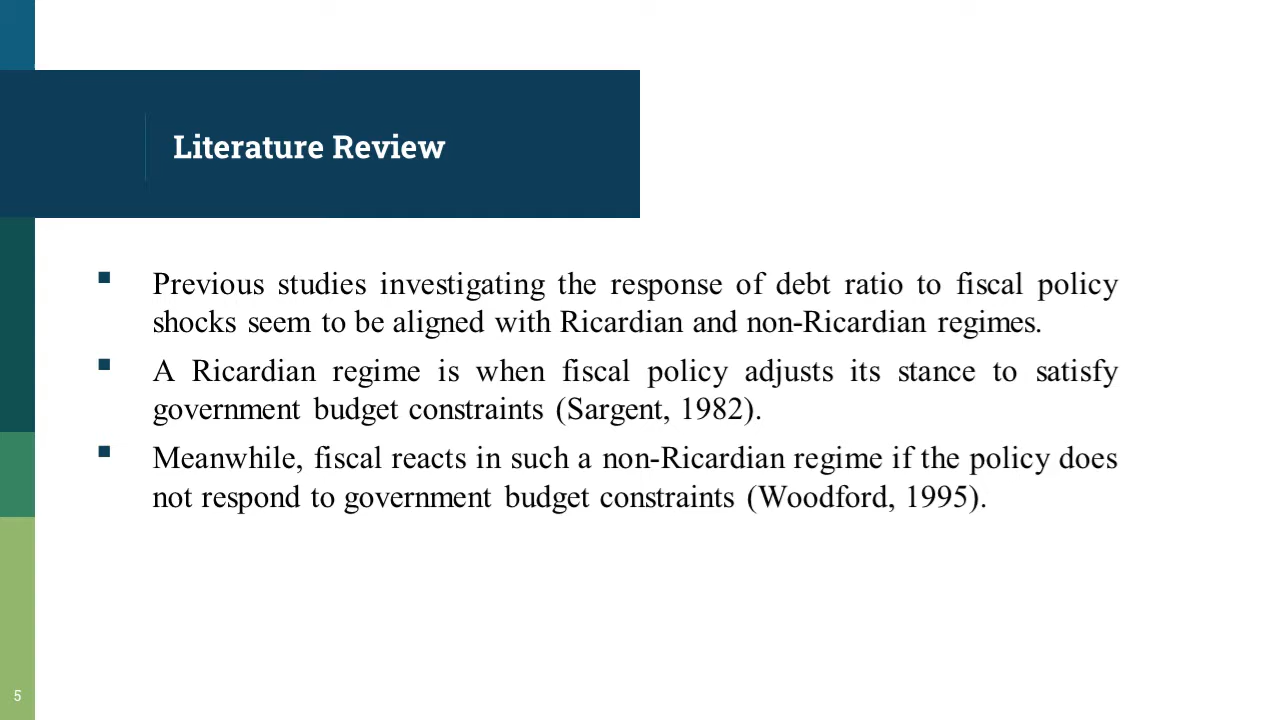 Literature Review
▪ Previous studies investigating the response of debt ratio to fiscal policy
shocks seem to be aligned with Ricardian and non-Ricardian regimes.
▪ A Ricardian regime is when fiscal policy adjusts its stance to satisfy
government budget constraints (Sargent, 1982).
▪ Meanwhile, fiscal reacts in such a non-Ricardian regime if the policy does
not respond to government budget constraints (Woodford, 1995).
5